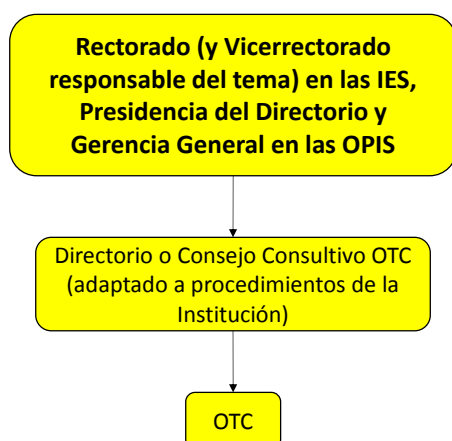 Rectorado (y Vicerrectorado
responsable del tema) en las IES,
Presidencia del Directorio y
Gerencia General en las OPIS
Directorio o Consejo Consultivo OTC
(adaptado a procedimientos de la
Institución)
OTC